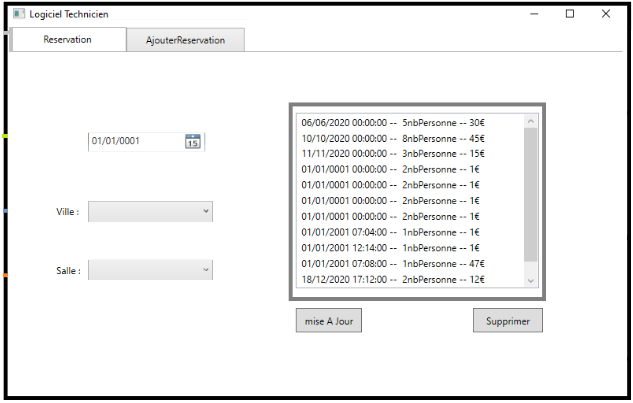 Logiciel Technicien
Reservation
AjouterReservation
01/01/0001
15
Ville :
Salle :
06/06/2020 00:00:00 -- 5nbPersonne -- 30€
10/10/2020 00:00:00 -- 8nbPersonne -- 45€
11/11/2020 00:00:00 -- 3nbPersonne -- 15€
01/01/0001 00:00:00 -- 2nbPersonne -- 1€
01/01/0001 00:00:00 -- 2nbPersonne -- 1€
01/01/0001 00:00:00 -- 2nbPersonne -- 1€
01/01/0001 00:00:00 -- 2nbPersonne -- 1€
01/01/2001 07:04:00 -- 1nbPersonne -- 1€
01/01/2001 12:14:00 -- 1nbPersonne -- 1€
01/01/2001 07:08:00 -- 1nbPersonne -- 47€
18/12/2020 17:12:00 -- 2nbPersonne -- 12€
mise A Jour
Supprimer